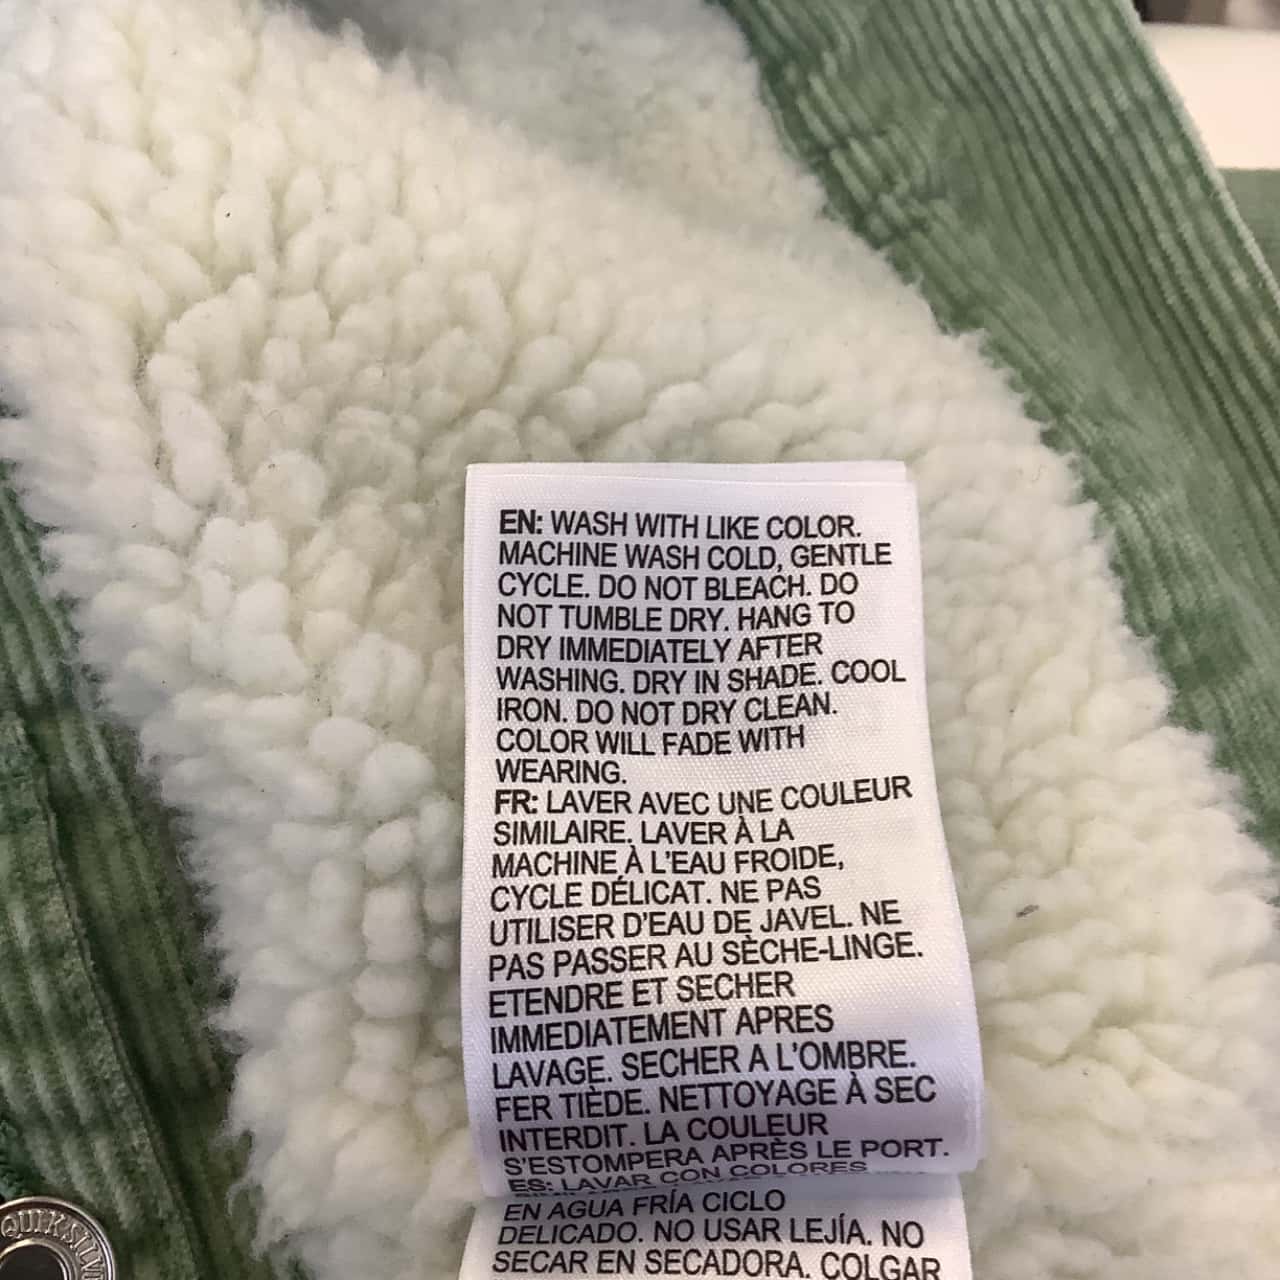 EN: WASH WITH LIKE COLOR.
MACHINE WASH COLD, GENTLE
CYCLE. DO NOT BLEACH. DO
NOT TUMBLE DRY. HANG TO
DRY IMMEDIATELY AFTER
WASHING. DRY IN SHADE. COOL
IRON. DO NOT DRY CLEAN.
COLOR WILL FADE WITH
WEARING.
FR: LAVER AVEC UNE COULEUR
SIMILAIRE. LAVER À LA
MACHINE À L'EAU FROIDE,
CYCLE DÉLICAT. NE PAS
UTILISER D'EAU DE JAVEL. NE
PAS PASSER AU SÈCHE-LINGE.
ETENDRE ET SECHER
IMMEDIATEMENT APRES
LAVAGE. SECHER A L'OMBRE.
FER TIÈDE. NETTOYAGE À SEC
INTERDIT. LA COULEUR
S'ESTOMPERA APRÈS LE PORT.
ES: LAVAR CON COLORES
EN AGUA FRÍA CICLO
DELICADO. NO USAR LEJÍA. NO
SECAR EN SECADORA. COLGAR
QUIKSILV